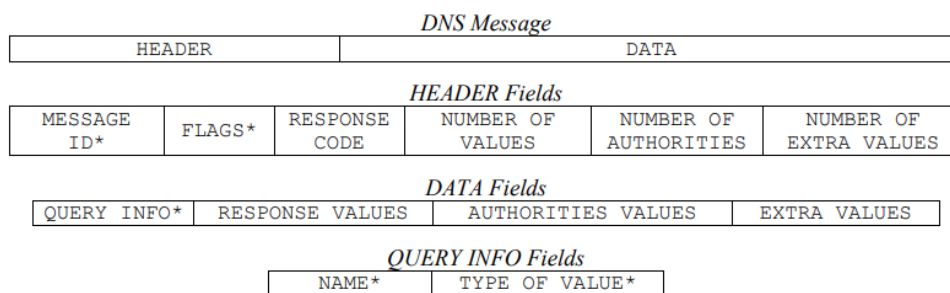 DNS Message
HEADER DATA
HEADER Fields
MESSAGE ID* FLAGS* RESPONSE CODE NUMBER OF VALUES NUMBER OF AUTHORITIES NUMBER OF EXTRA VALUES
DATA Fields
QUERY INFO* RESPONSE VALUES AUTHORITIES VALUES EXTRA VALUES
QUERY INFO Fields
NAME* TYPE OF VALUE*